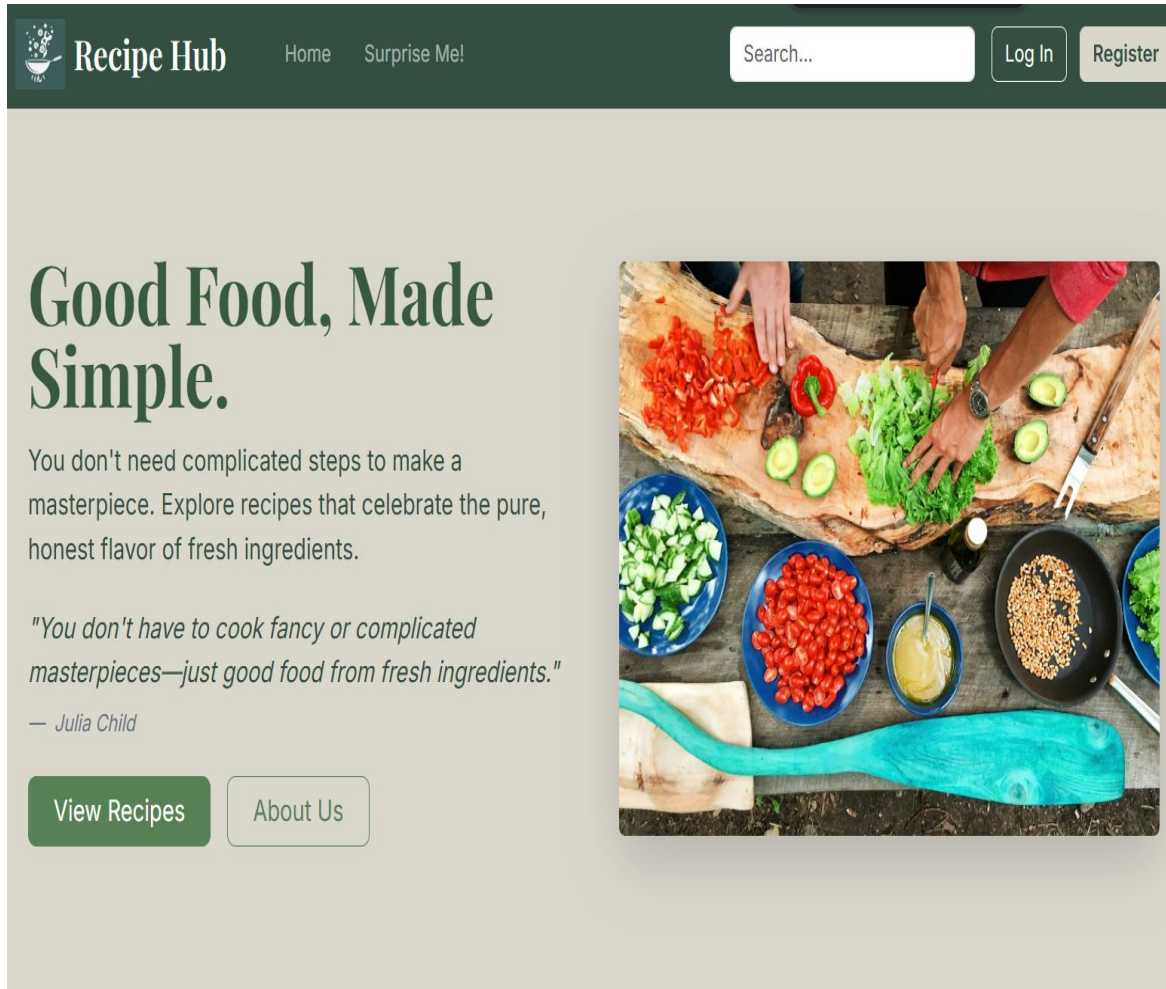 Recipe Hub
Home
Surprise Me!
Search...
Log In
Register
Good Food, Made
Simple.
You don't need complicated steps to make a
masterpiece. Explore recipes that celebrate the pure,
honest flavor of fresh ingredients.
"You don't have to cook fancy or complicated
masterpieces—just good food from fresh ingredients."
— Julia Child
View Recipes
About Us